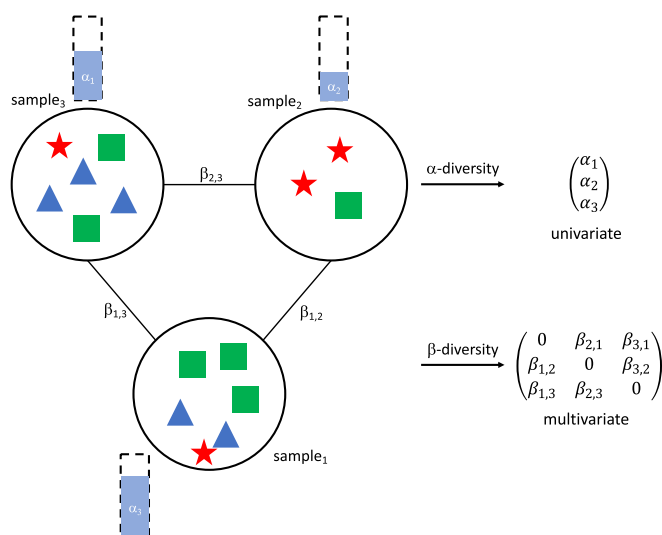 α₁
α₂
sample₃
sample₂
β₂,₃
α-diversity
(α₁
α₂
α₃)
univariate
β₁,₃
β₁,₂
β-diversity
(0 β₂,₁ β₃,₁
β₁,₂ 0 β₃,₂
β₁,₃ β₂,₃ 0)
multivariate
sample₁
α₃